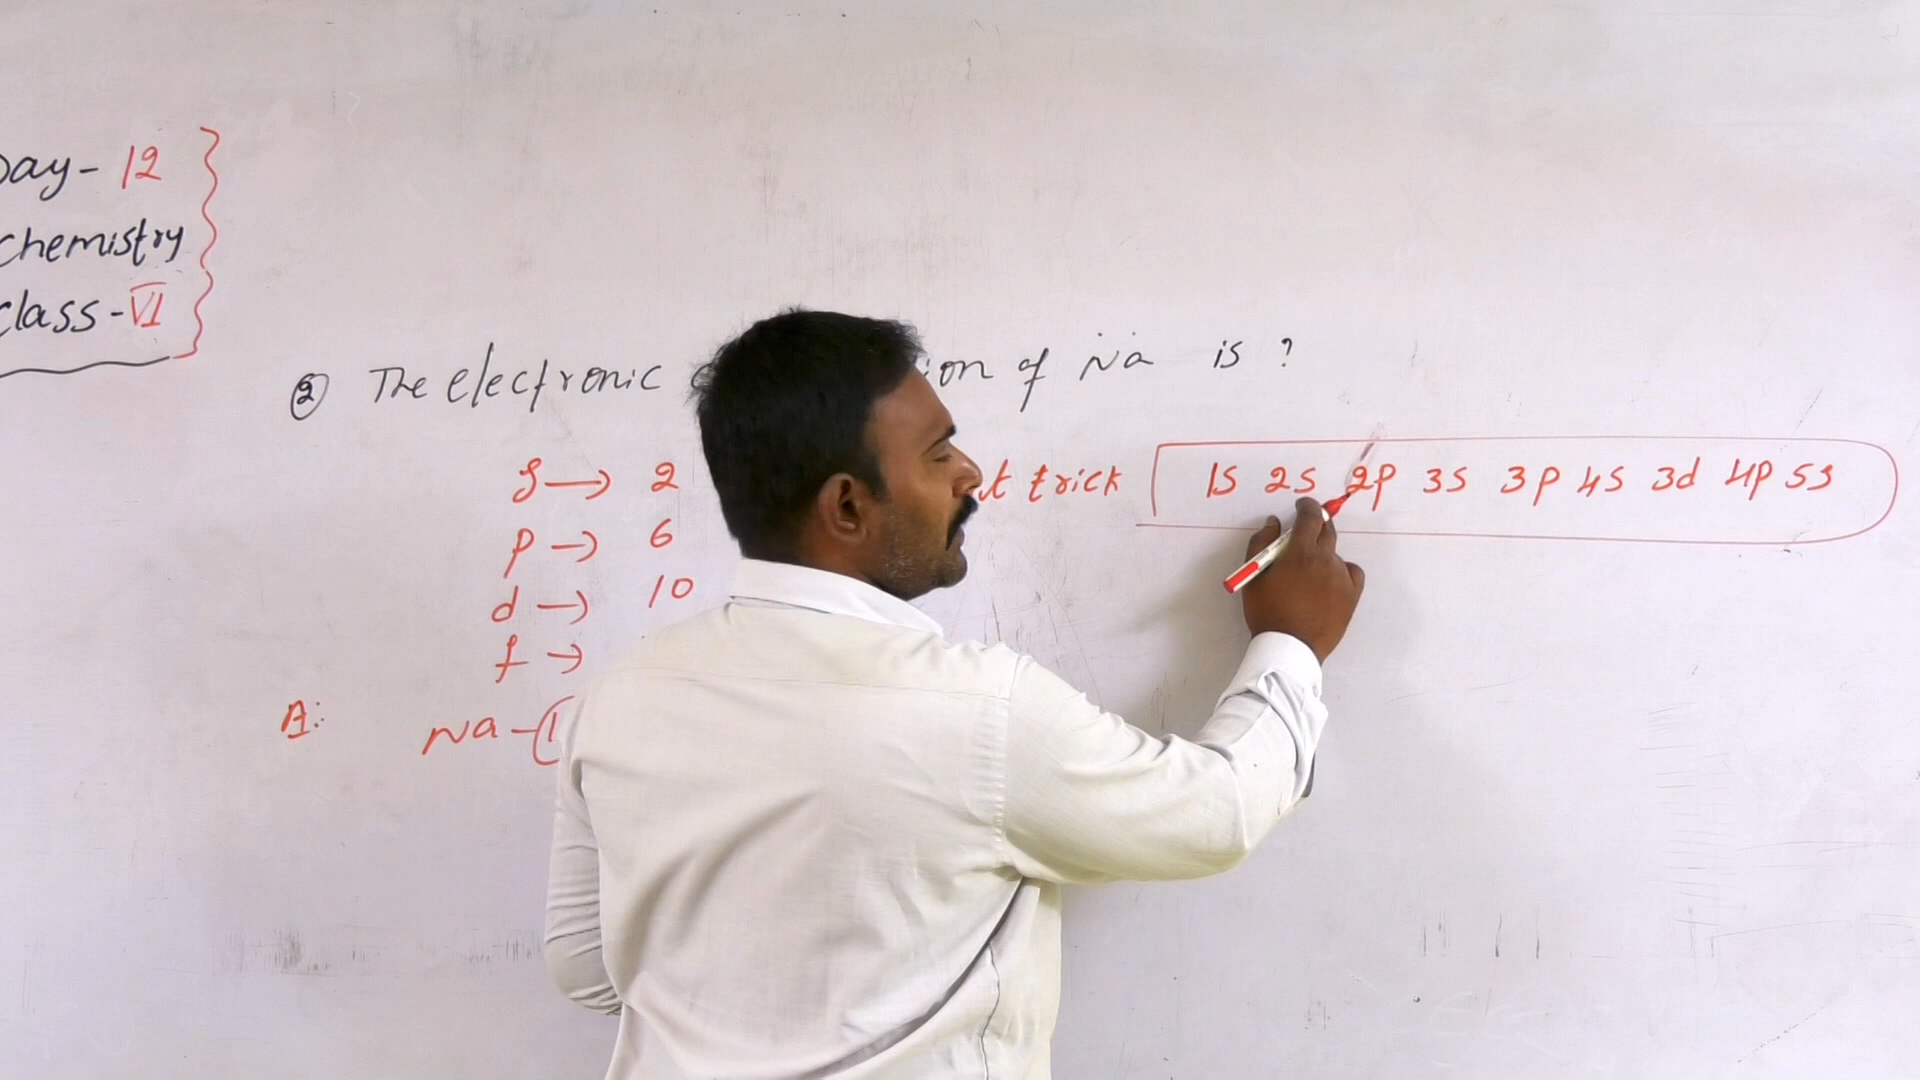 Day- 12
Chemistry
Class-VI
② The electronic ion of Na is ?
S → 2
trick 1S 2S 2p 3S 3p 4S 3d 4p 5S
p → 6
d → 10
f →
A: Na-(1